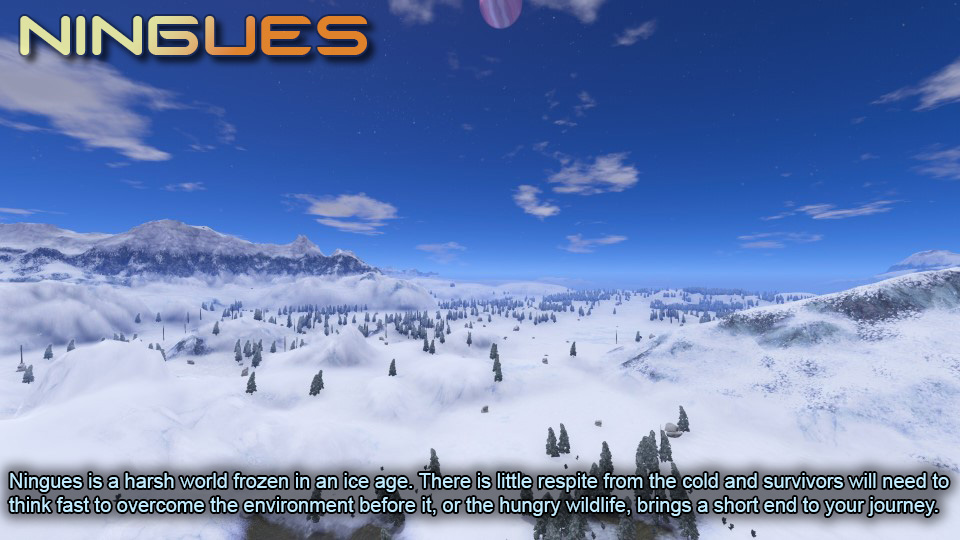 NINGUES
Ningues is a harsh world frozen in an ice age. There is little respite from the cold and survivors will need to
think fast to overcome the environment before it, or the hungry wildlife, brings a short end to your journey.